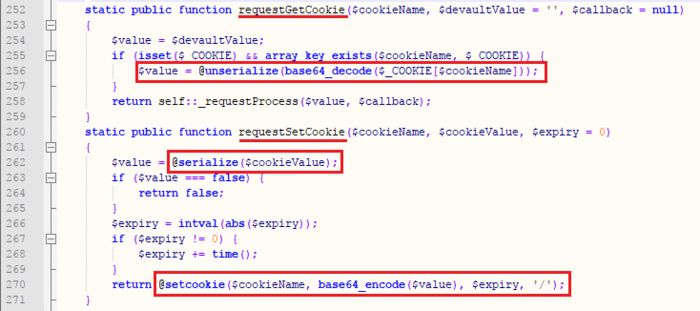 252 static public function requestGetCookie($cookieName, $devaultValue = '', $callback = null)
253 {
254 $value = $devaultValue;
255 if (isset($_COOKIE) && array_key_exists($cookieName, $_COOKIE)) {
256 $value = @unserialize(base64_decode($_COOKIE[$cookieName]));
257 }
258 return self::_requestProcess($value, $callback);
259 }
260 static public function requestSetCookie($cookieName, $cookieValue, $expiry = 0)
261 {
262 $value = @serialize($cookieValue);
263 if ($value === false) {
264 return false;
265 }
266 $expiry = intval(abs($expiry));
267 if ($expiry != 0) {
268 $expiry += time();
269 }
270 return @setcookie($cookieName, base64_encode($value), $expiry, '/');
271 }